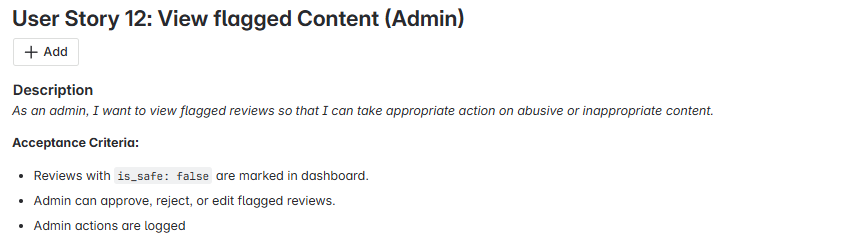 User Story 12: View flagged Content (Admin)
+ Add
Description
As an admin, I want to view flagged reviews so that I can take appropriate action on abusive or inappropriate content.
Acceptance Criteria:
• Reviews with is_safe: false are marked in dashboard.
• Admin can approve, reject, or edit flagged reviews.
• Admin actions are logged